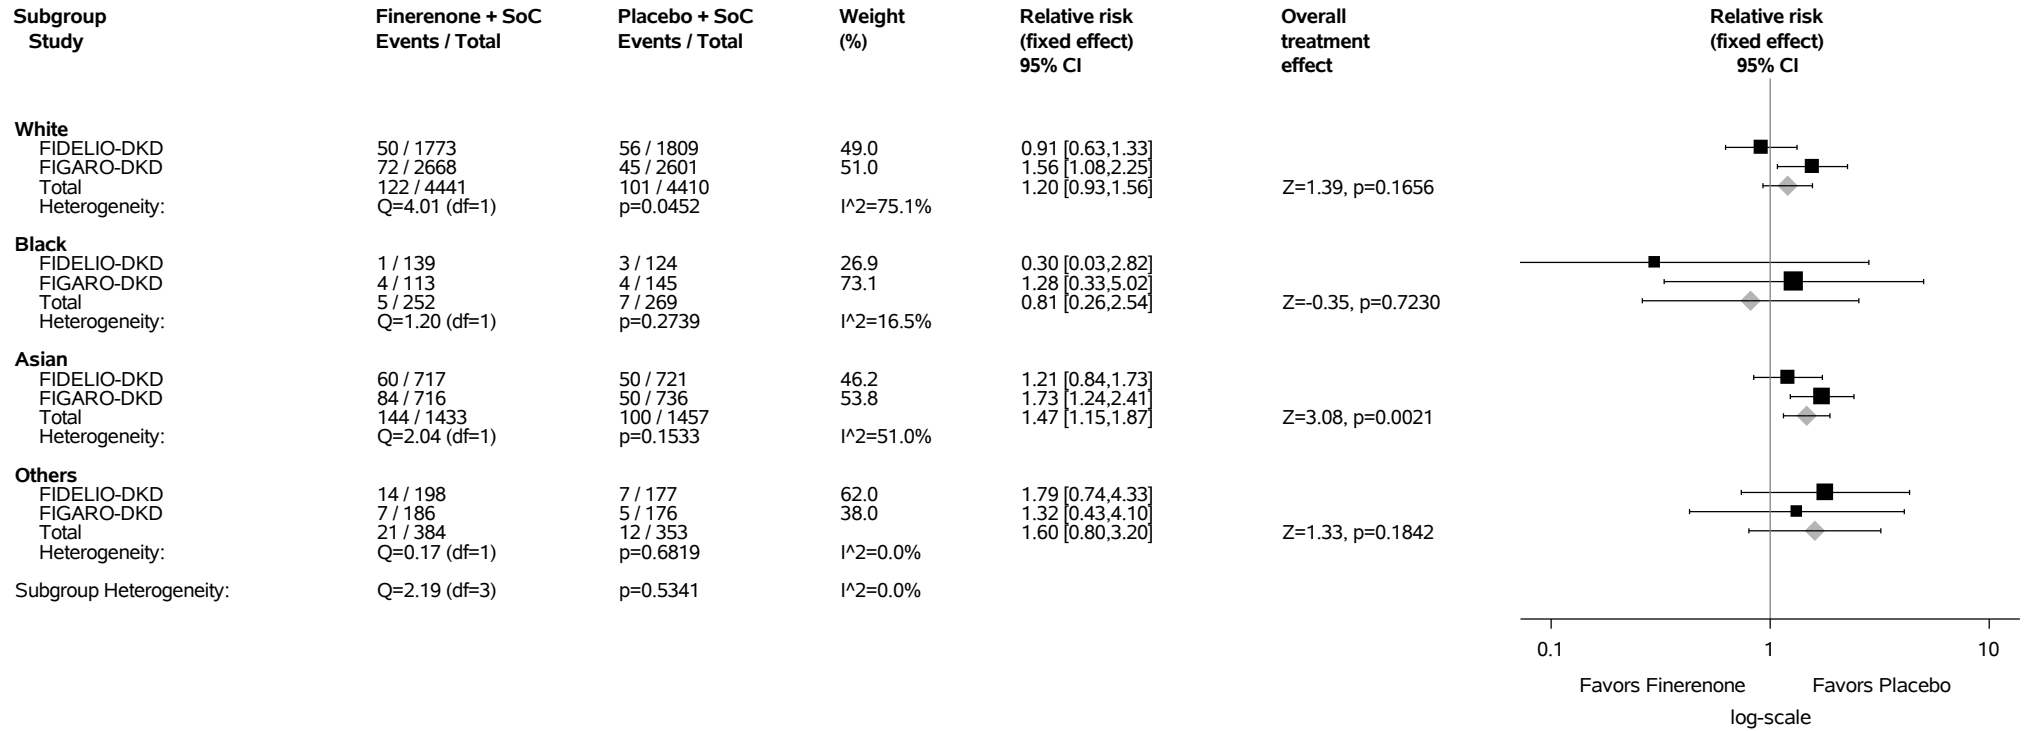 Subgroup Finerenone + SoC Placebo + SoC Weight Relative risk Overall Relative risk
Study Events / Total Events / Total (%) (fixed effect) treatment (fixed effect)
95% CI effect 95% CI
White
FIDELIO-DKD 50 / 1773 56 / 1809 49.0 0.91 [0.63,1.33]
FIGARO-DKD 72 / 2668 45 / 2601 51.0 1.56 [1.08,2.25]
Total 122 / 4441 101 / 4410 1.20 [0.93,1.56] Z=1.39, p=0.1656
Heterogeneity: Q=4.01 (df=1) p=0.0452 I^2=75.1%
Black
FIDELIO-DKD 1 / 139 3 / 124 26.9 0.30 [0.03,2.82]
FIGARO-DKD 4 / 113 4 / 145 73.1 1.28 [0.33,5.02]
Total 5 / 252 7 / 269 0.81 [0.26,2.54] Z=-0.35, p=0.7230
Heterogeneity: Q=1.20 (df=1) p=0.2739 I^2=16.5%
Asian
FIDELIO-DKD 60 / 717 50 / 721 46.2 1.21 [0.84,1.73]
FIGARO-DKD 84 / 716 50 / 736 53.8 1.73 [1.24,2.41]
Total 144 / 1433 100 / 1457 1.47 [1.15,1.87] Z=3.08, p=0.0021
Heterogeneity: Q=2.04 (df=1) p=0.1533 I^2=51.0%
Others
FIDELIO-DKD 14 / 198 7 / 177 62.0 1.79 [0.74,4.33]
FIGARO-DKD 7 / 186 5 / 176 38.0 1.32 [0.43,4.10]
Total 21 / 384 12 / 353 1.60 [0.80,3.20] Z=1.33, p=0.1842
Heterogeneity: Q=0.17 (df=1) p=0.6819 I^2=0.0%
Subgroup Heterogeneity: Q=2.19 (df=3) p=0.5341 I^2=0.0%
0.1 1 10
Favors Finerenone Favors Placebo
log-scale